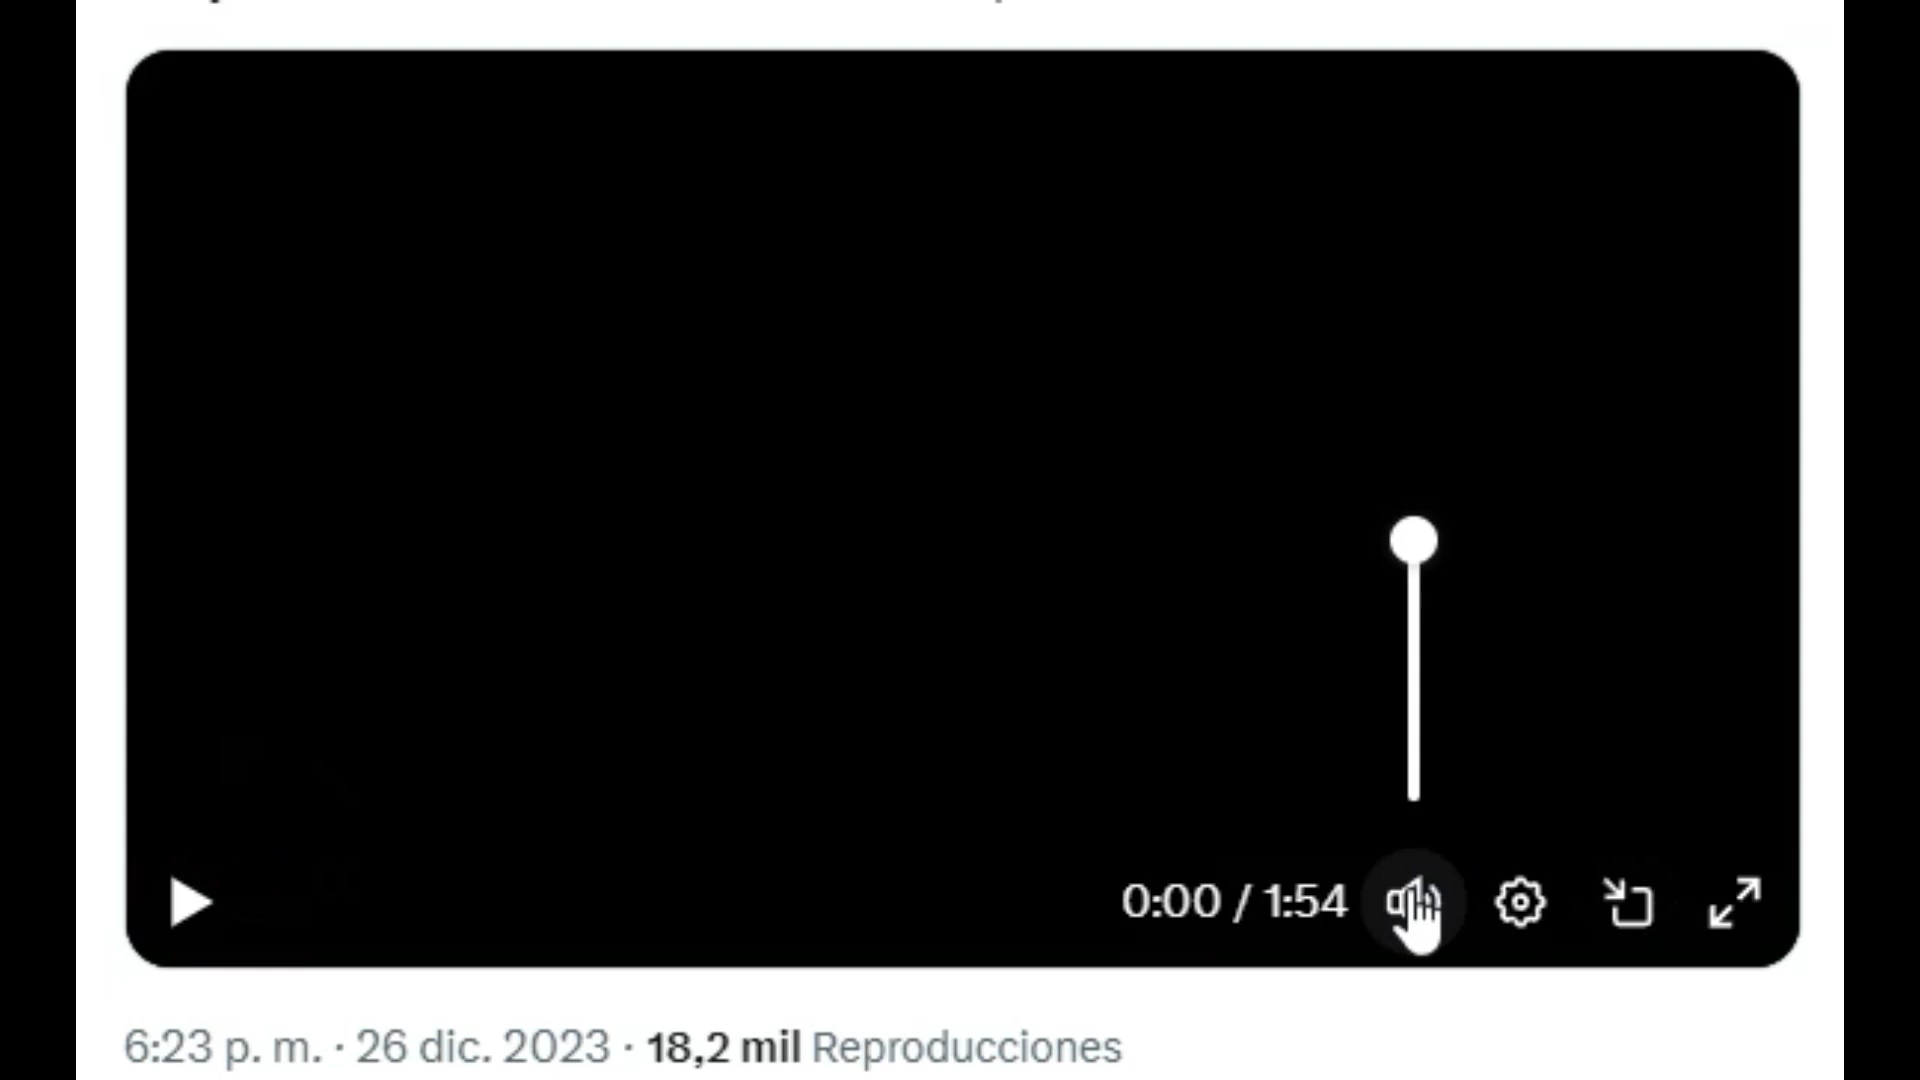 0:00 / 1:54
6:23 p. m. · 26 dic. 2023 · 18,2 mil Reproducciones